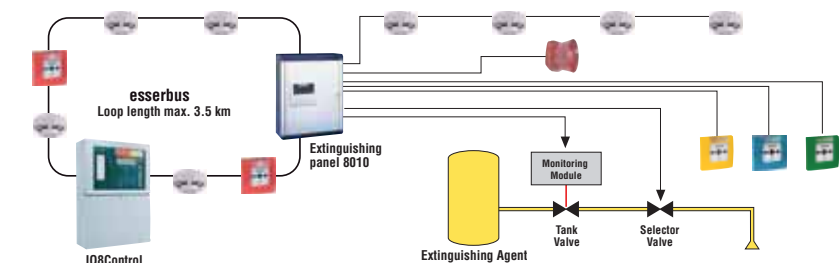 esserbus
Loop length max. 3.5 km
Extinguishing
panel 8010
Monitoring
Module
Tank
Valve
Selector
Valve
Extinguishing Agent
IQ8Control